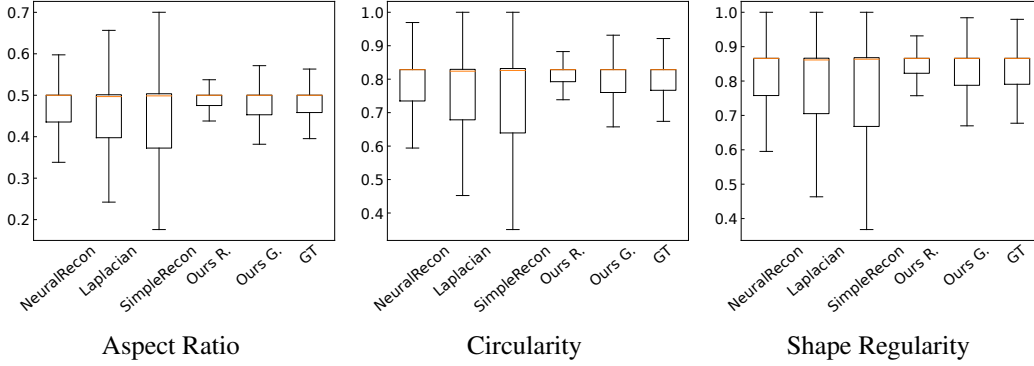 0.7
0.6
0.5
0.4
0.3
0.2
NeuralRecon
Laplacian
SimpleRecon
Ours R.
Ours G.
GT
Aspect Ratio
1.0
0.9
0.8
0.7
0.6
0.5
0.4
NeuralRecon
Laplacian
SimpleRecon
Ours R.
Ours G.
GT
Circularity
1.0
0.9
0.8
0.7
0.6
0.5
0.4
NeuralRecon
Laplacian
SimpleRecon
Ours R.
Ours G.
GT
Shape Regularity